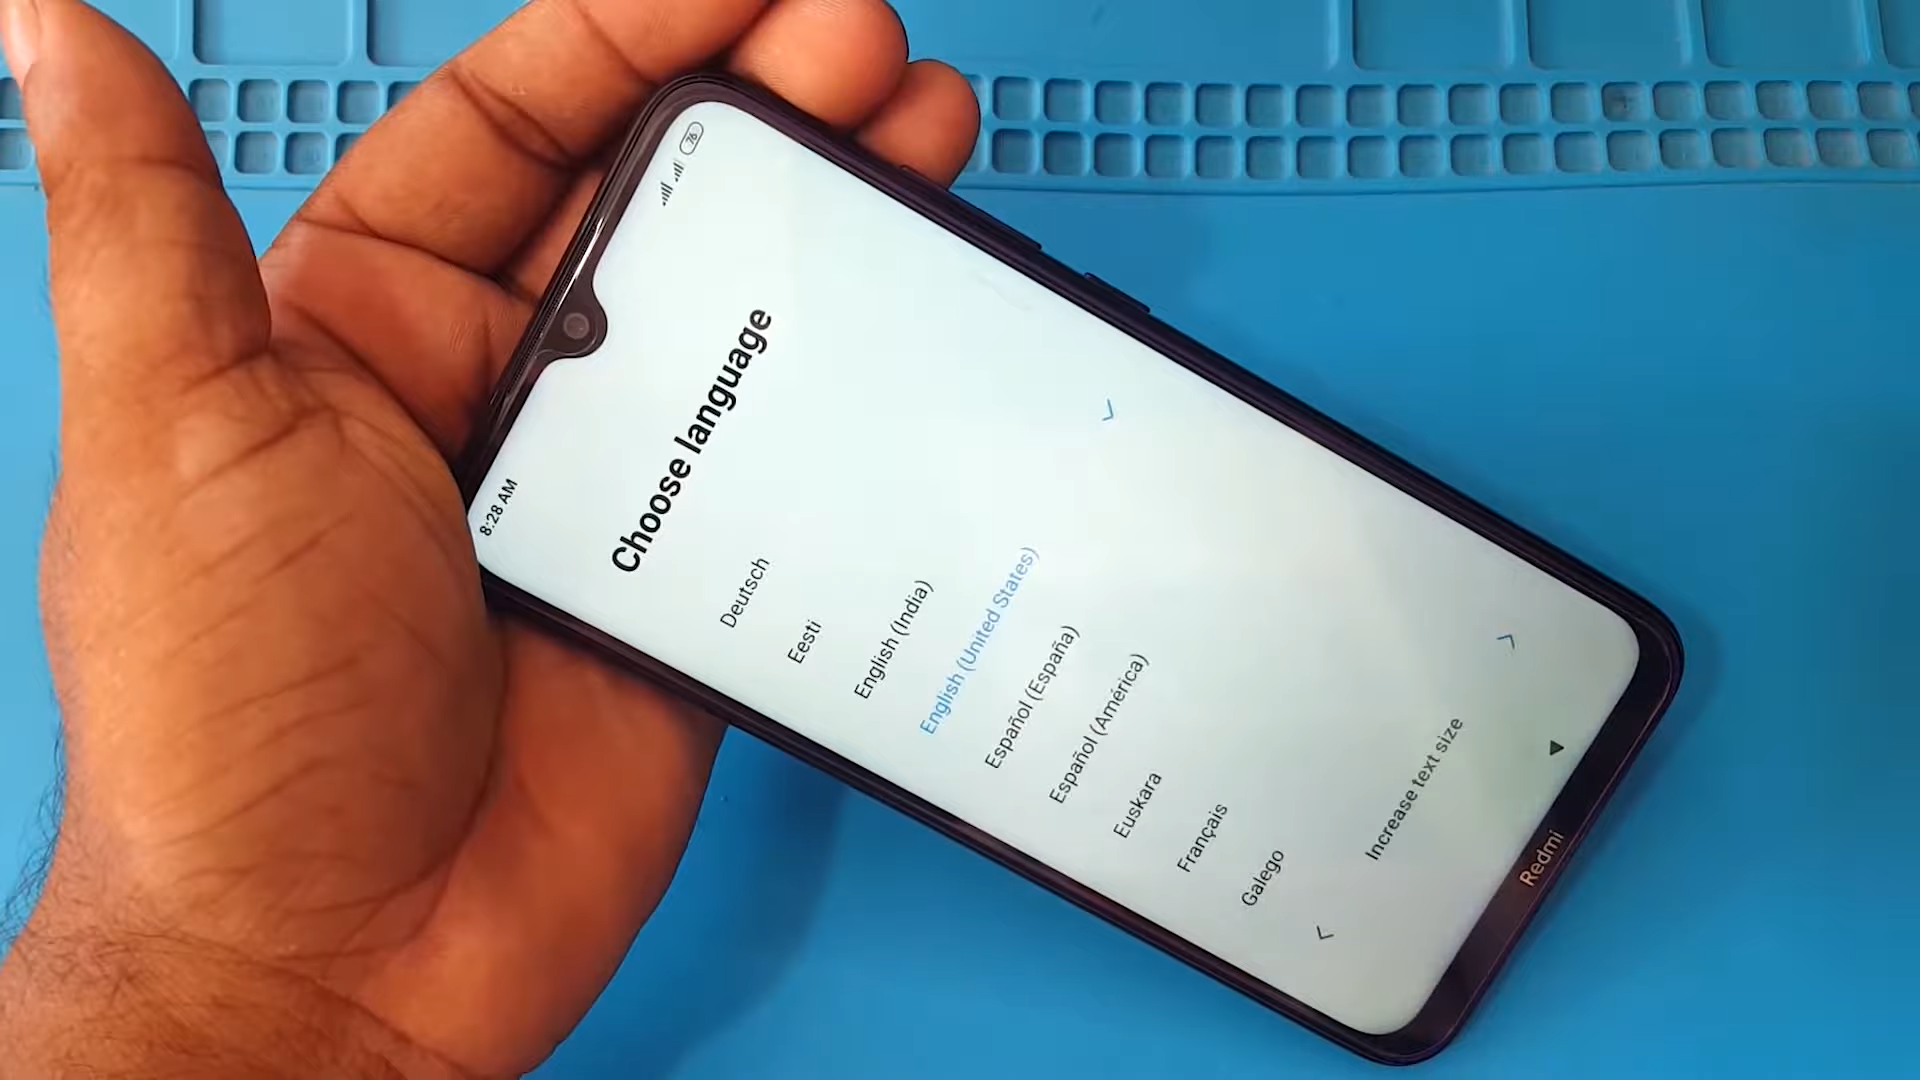 8:28 AM
76
Choose language
Deutsch
Eesti
English (India)
English (United States)
Español (España)
Español (América)
Euskara
Français
Galego
Increase text size
Redmi